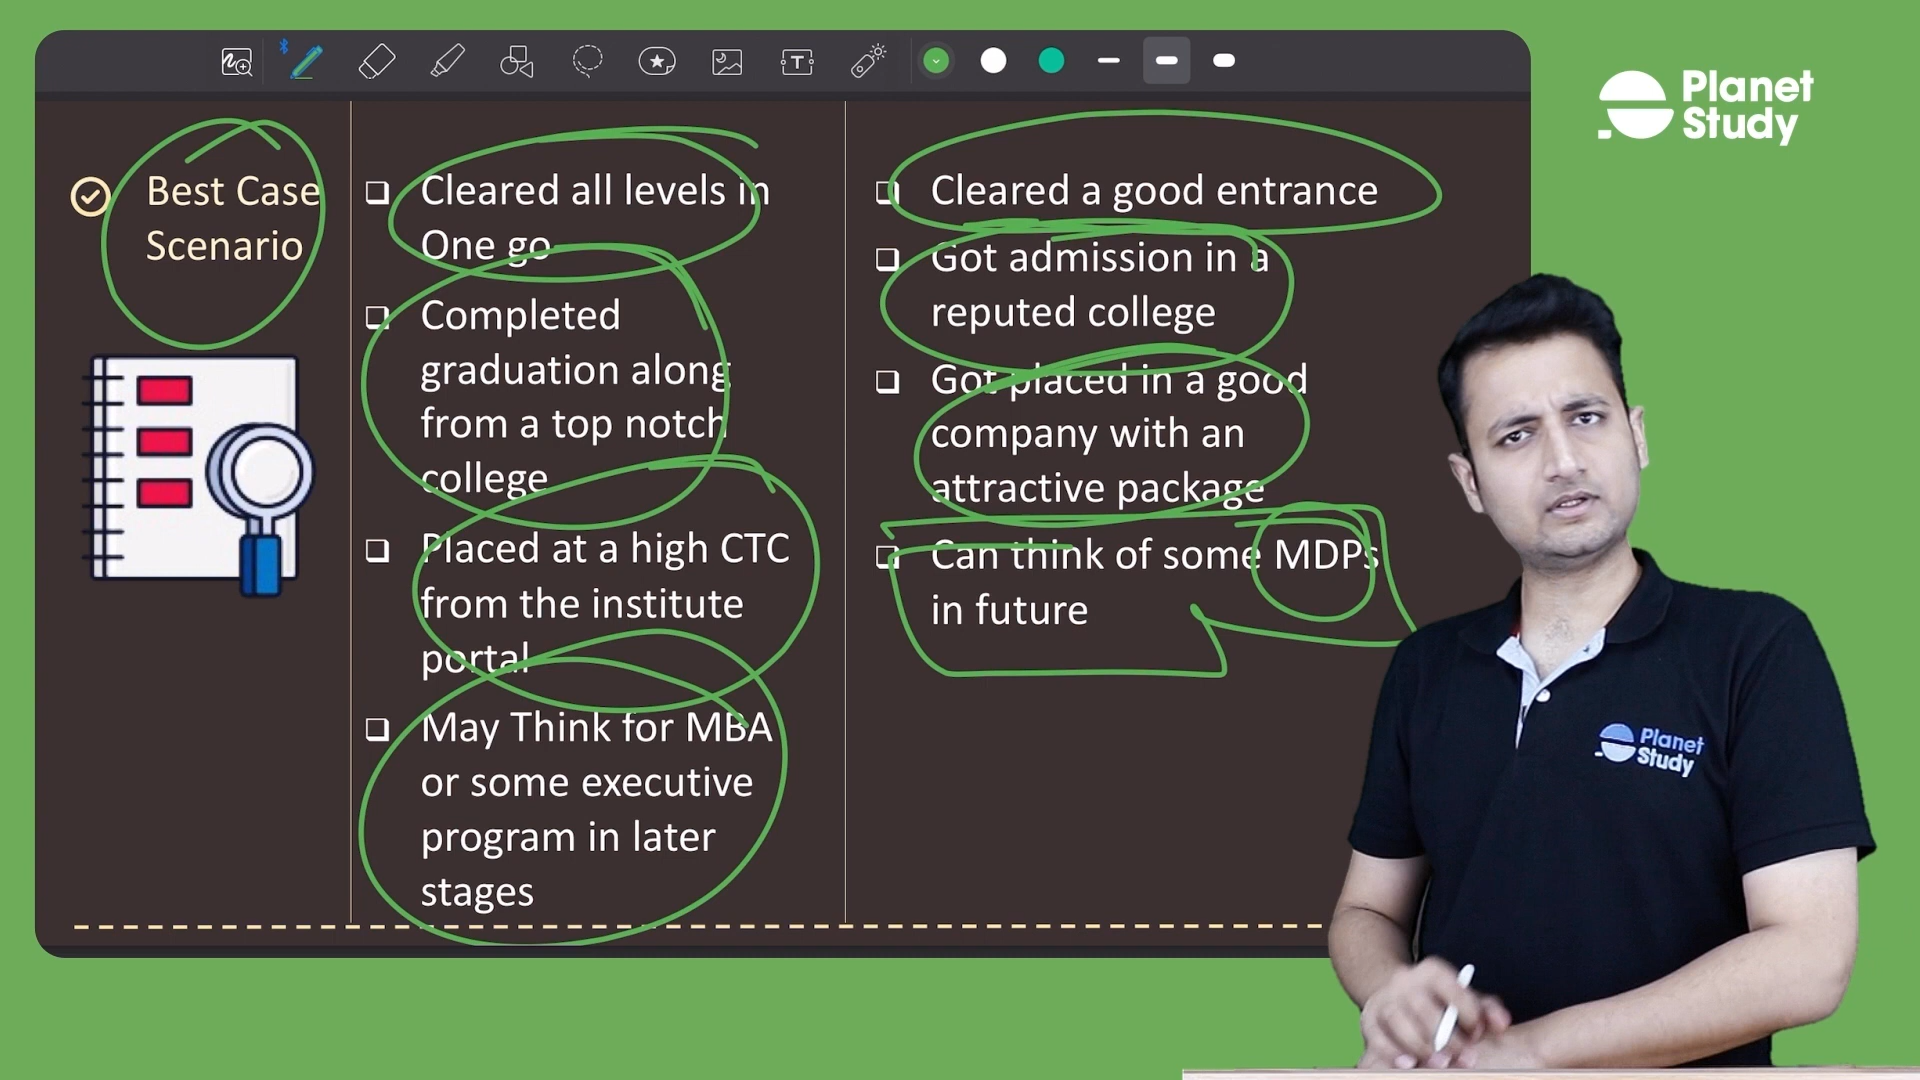 Best Case
Scenario
Cleared all levels in
One go
Completed
graduation along
from a top notch
college
Placed at a high CTC
from the institute
portal
May Think for MBA
or some executive
program in later
stages
Cleared a good entrance
Got admission in a
reputed college
Got placed in a good
company with an
attractive package
Can think of some MDPs
in future
Planet
Study
Planet
Study
T